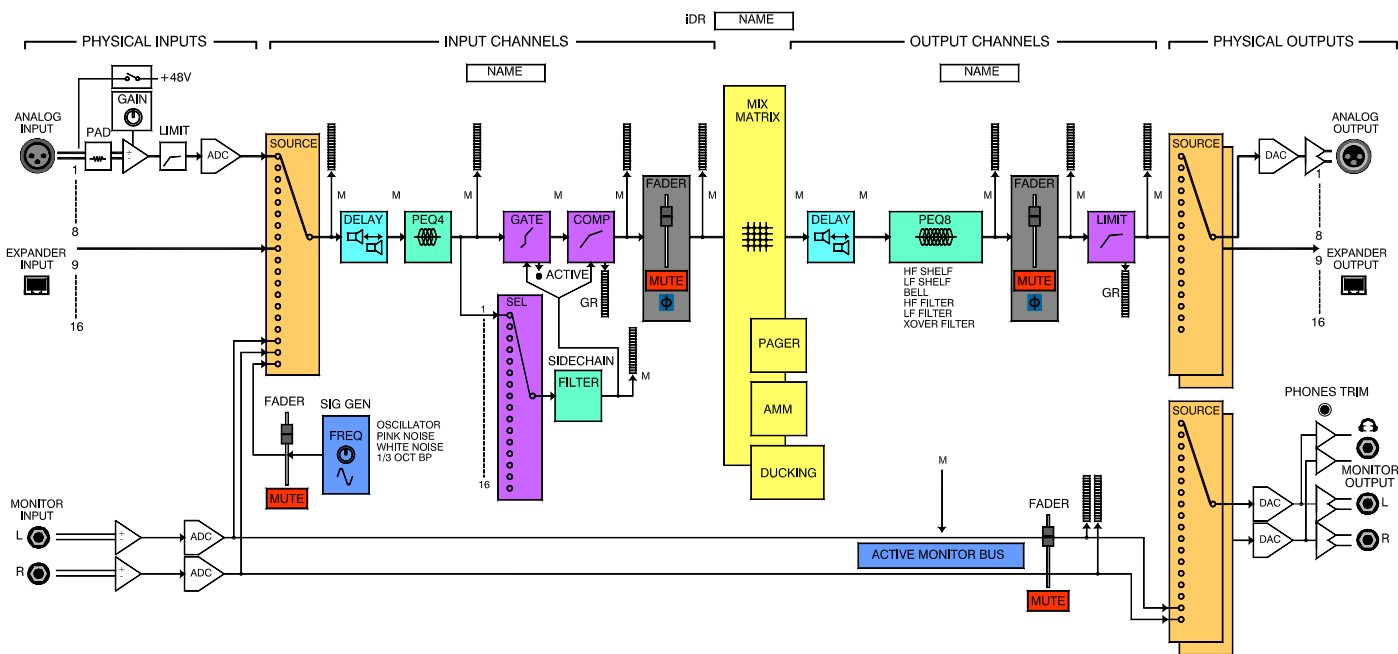 iDR NAME
PHYSICAL INPUTS
INPUT CHANNELS
OUTPUT CHANNELS
PHYSICAL OUTPUTS
NAME
NAME
+48V
GAIN
ANALOG
INPUT
PAD
LIMIT
+
-
ADC
1
8
EXPANDER
INPUT
9
16
SOURCE
M
DELAY
M
PEQ4
M
GATE
ACTIVE
M
COMP
GR
M
FADER
MUTE
Φ
M
SEL
1
16
SIDECHAIN
FILTER
M
FADER
MUTE
SIG GEN
FREQ
OSCILLATOR
PINK NOISE
WHITE NOISE
1/3 OCT BP
MIX
MATRIX
PAGER
AMM
DUCKING
M
DELAY
M
PEQ8
HF SHELF
LF SHELF
BELL
HF FILTER
LF FILTER
XOVER FILTER
M
FADER
MUTE
Φ
M
LIMIT
GR
M
SOURCE
DAC
ANALOG
OUTPUT
1
8
9
EXPANDER
OUTPUT
16
MONITOR
INPUT
L
+
-
ADC
R
+
-
ADC
M
ACTIVE MONITOR BUS
FADER
MUTE
SOURCE
DAC
DAC
PHONES TRIM
MONITOR
OUTPUT
L
R